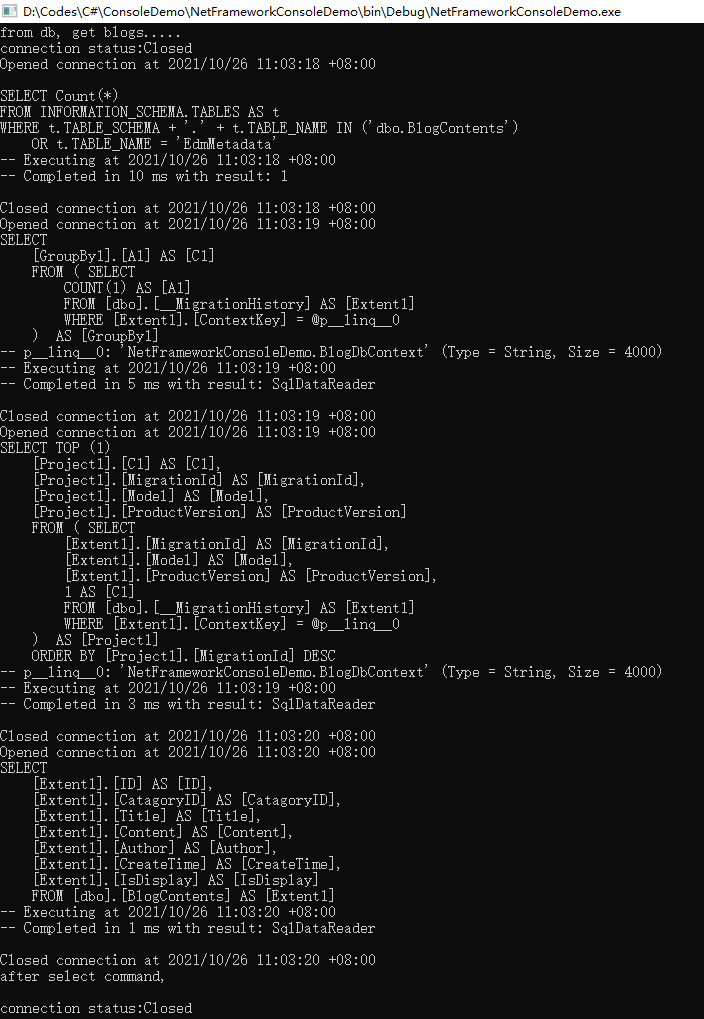 D:\Codes\C#\ConsoleDemo\NetFrameworkConsoleDemo\bin\Debug\NetFrameworkConsoleDemo.exe
from db, get blogs.....
connection status:Closed
Opened connection at 2021/10/26 11:03:18 +08:00
SELECT Count(*)
FROM INFORMATION_SCHEMA.TABLES AS t
WHERE t.TABLE_SCHEMA + '.' + t.TABLE_NAME IN ('dbo.BlogContents')
    OR t.TABLE_NAME = 'EdmMetadata'
-- Executing at 2021/10/26 11:03:18 +08:00
-- Completed in 10 ms with result: 1
Closed connection at 2021/10/26 11:03:18 +08:00
Opened connection at 2021/10/26 11:03:19 +08:00
SELECT
    [GroupBy1].[A1] AS [C1]
    FROM ( SELECT
        COUNT(1) AS [A1]
        FROM [dbo].[__MigrationHistory] AS [Extent1]
        WHERE [Extent1].[ContextKey] = @p__linq__0
    )  AS [GroupBy1]
-- p__linq__0: 'NetFrameworkConsoleDemo.BlogDbContext' (Type = String, Size = 4000)
-- Executing at 2021/10/26 11:03:19 +08:00
-- Completed in 5 ms with result: SqlDataReader
Closed connection at 2021/10/26 11:03:19 +08:00
Opened connection at 2021/10/26 11:03:19 +08:00
SELECT TOP (1)
    [Project1].[C1] AS [C1],
    [Project1].[MigrationId] AS [MigrationId],
    [Project1].[Model] AS [Model],
    [Project1].[ProductVersion] AS [ProductVersion]
    FROM ( SELECT
        [Extent1].[MigrationId] AS [MigrationId],
        [Extent1].[Model] AS [Model],
        [Extent1].[ProductVersion] AS [ProductVersion],
        1 AS [C1]
        FROM [dbo].[__MigrationHistory] AS [Extent1]
        WHERE [Extent1].[ContextKey] = @p__linq__0
    )  AS [Project1]
    ORDER BY [Project1].[MigrationId] DESC
-- p__linq__0: 'NetFrameworkConsoleDemo.BlogDbContext' (Type = String, Size = 4000)
-- Executing at 2021/10/26 11:03:19 +08:00
-- Completed in 3 ms with result: SqlDataReader
Closed connection at 2021/10/26 11:03:20 +08:00
Opened connection at 2021/10/26 11:03:20 +08:00
SELECT
    [Extent1].[ID] AS [ID],
    [Extent1].[CatagoryID] AS [CatagoryID],
    [Extent1].[Title] AS [Title],
    [Extent1].[Content] AS [Content],
    [Extent1].[Author] AS [Author],
    [Extent1].[CreateTime] AS [CreateTime],
    [Extent1].[IsDisplay] AS [IsDisplay]
    FROM [dbo].[BlogContents] AS [Extent1]
-- Executing at 2021/10/26 11:03:20 +08:00
-- Completed in 1 ms with result: SqlDataReader
Closed connection at 2021/10/26 11:03:20 +08:00
after select command,
connection status:Closed